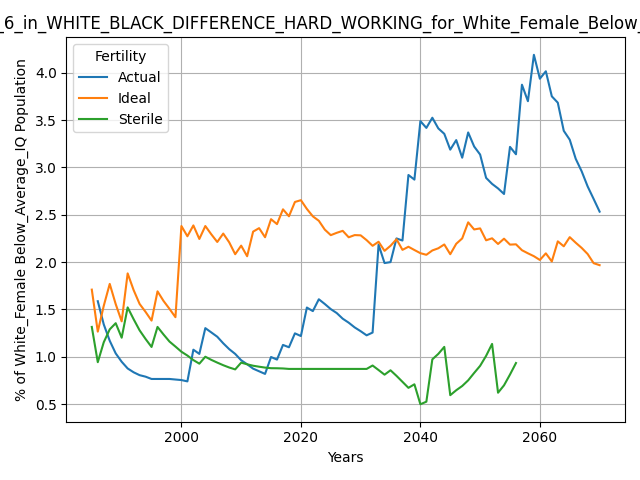 _6_in_WHITE_BLACK_DIFFERENCE_HARD_WORKING_for_White_Female_Below_
Fertility
Actual
Ideal
Sterile
% of White_Female Below_Average_IQ Population
4.0
3.5
3.0
2.5
2.0
1.5
1.0
0.5
2000
2020
2040
2060
Years